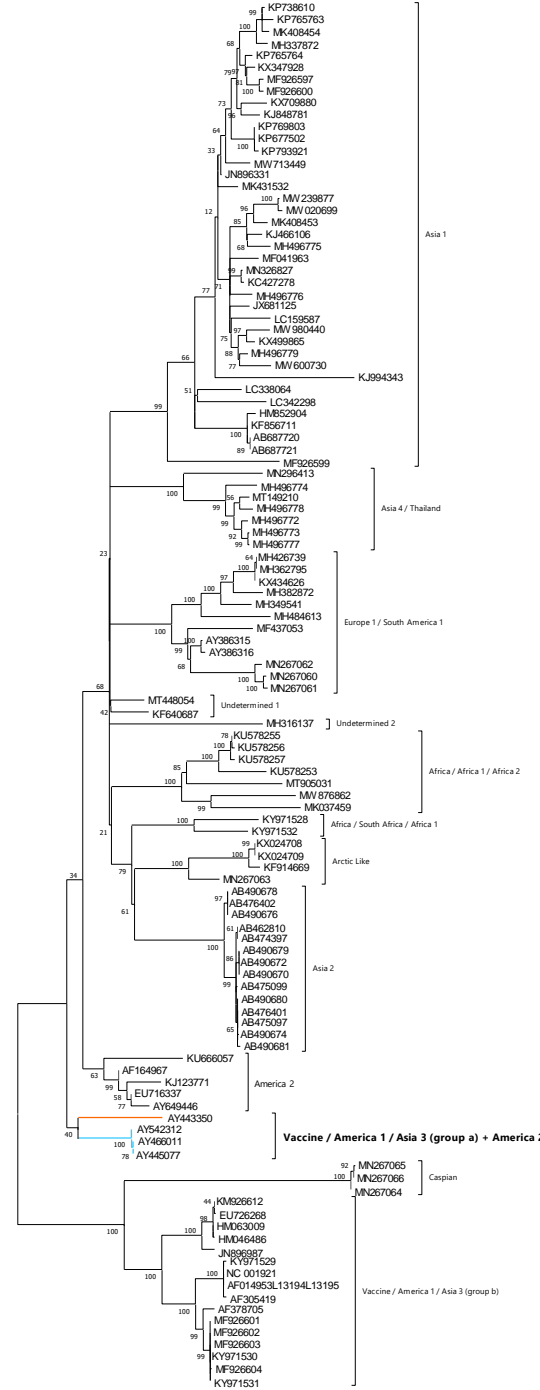 KP738610
99
KP765763
100
MK408454
MH337872
68
KP765764
KX347928
79
97
MF926597
81
100
MF926600
KX709880
73
KJ848781
96
KP769803
KP677502
64
100
KP793921
MW713449
33
JN896331
MK431532
100
MW239877
96
MW020699
12
MK408453
85
KJ466106
68
MH496775
Asia 1
MF041963
99
MN326827
KC427278
71
77
MH496776
JX681125
LC159587
97
MW980440
75
KX499865
88
MH496779
77
MW600730
66
KJ994343
51
LC338064
LC342298
99
HM852904
KF856711
100
AB687720
89
AB687721
MF926599
MN296413
100
MH496774
56
MT149210
99
MH496778
Asia 4 / Thailand
99
MH496772
92
MH496773
99
MH496777
23
64
MH426739
100
MH362795
97
KX434626
100
MH382872
MH349541
100
MH484613
Europe 1 / South America 1
MF437053
100
AY386315
99
AY386316
68
MN267062
100
MN267060
100
MN267061
68
MT448054
Undetermined 1
42
KF640687
MH316137
Undetermined 2
78
KU578255
KU578256
100
KU578257
85
KU578253
Africa / Africa 1 / Africa 2
100
MT905031
MW876862
99
MK037459
KY971528
Africa / South Africa / Africa 1
100
21
KY971532
99
KX024708
KX024709
100
Arctic Like
100
KF914669
79
MN267063
34
AB490678
97
AB476402
61
AB490676
61
AB462810
AB474397
100
AB490679
86
AB490672
Asia 2
AB490670
99
AB475099
AB490680
AB476401
AB475097
65
AB490674
AB490681
KU666057
63
AF164967
99
KJ123771
America 2
58
EU716337
77
AY649446
AY443350
40
AY542312
Vaccine / America 1 / Asia 3 (group a) + America 2
100
AY466011
78
AY445077
92
MN267065
100
MN267066
Caspian
MN267064
44
KM926612
EU726268
98
HM063009
100
100
HM046486
JN896987
100
KY971529
100
NC 001921
AF014953L13194L13195
Vaccine / America 1 / Asia 3 (group b)
AF305419
100
AF378705
MF926601
MF926602
99
MF926603
99
KY971530
MF926604
KY971531